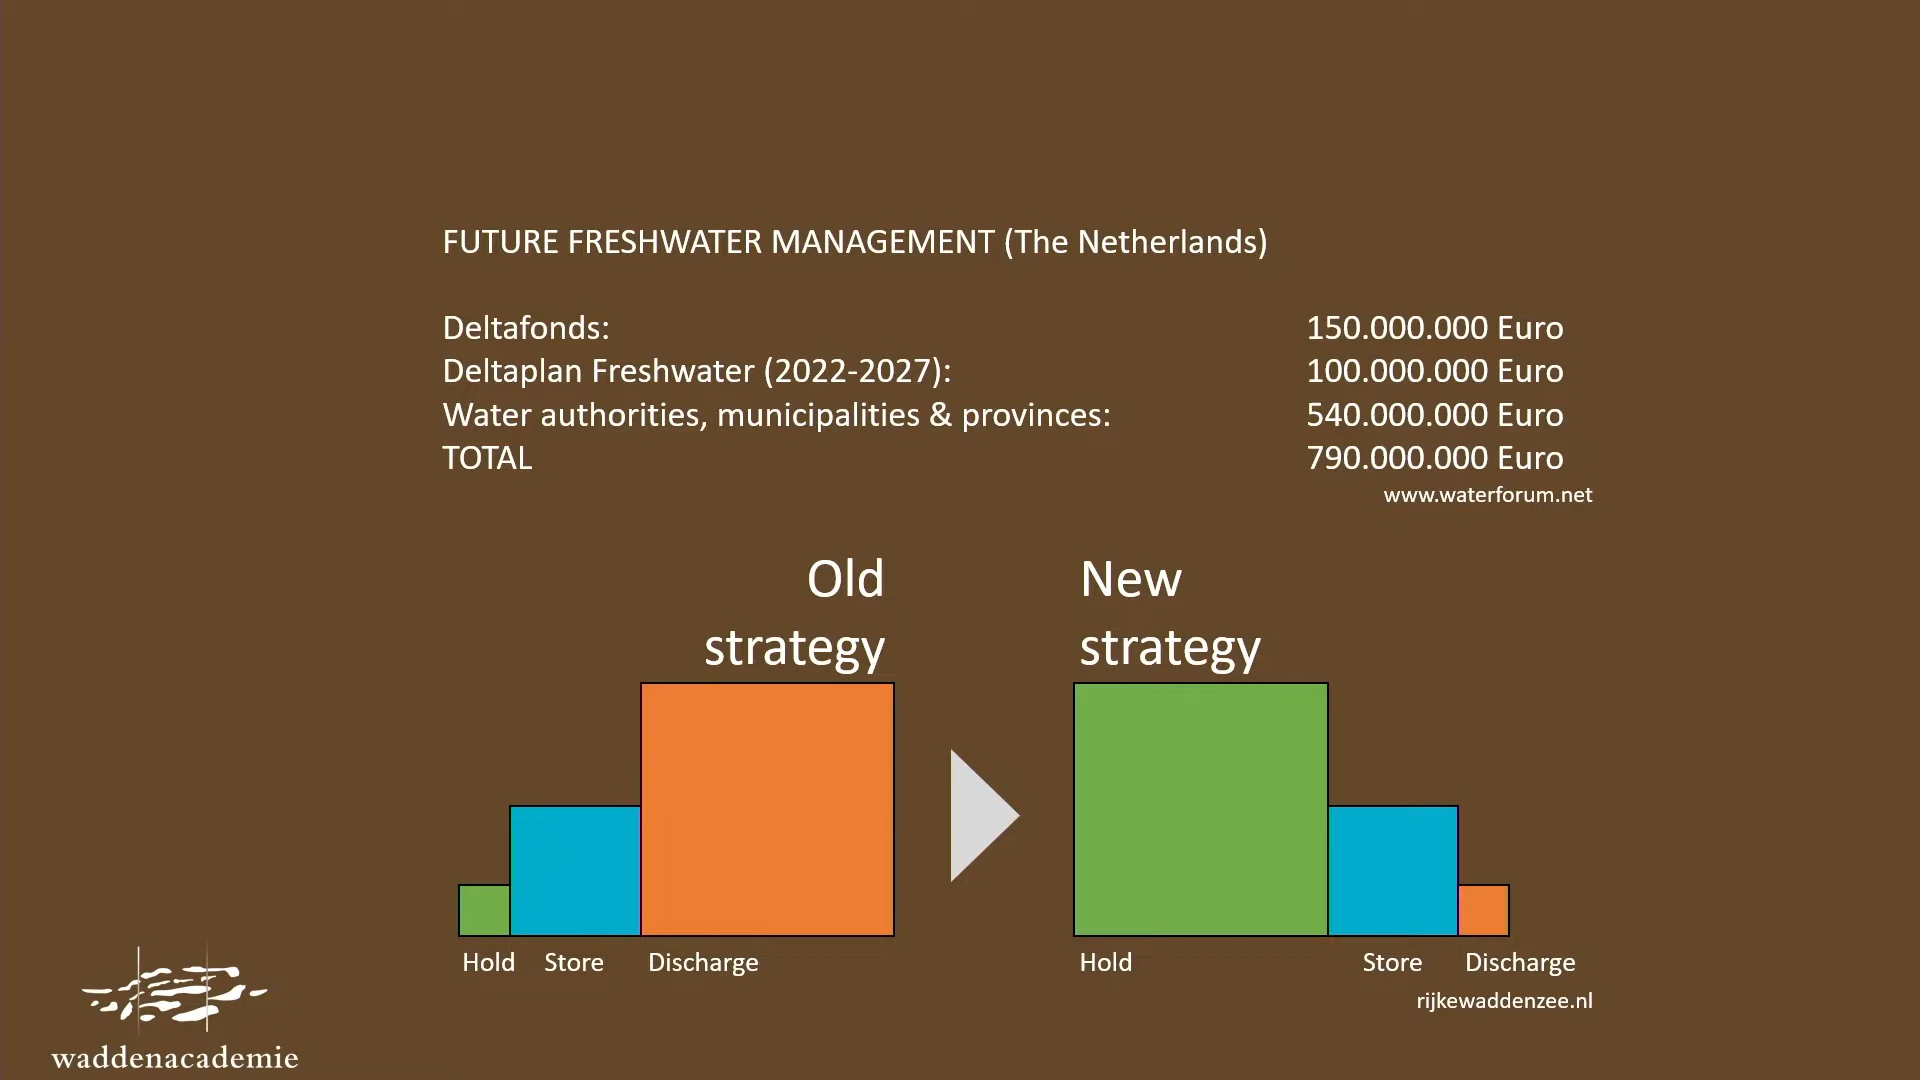 FUTURE FRESHWATER MANAGEMENT (The Netherlands)
Deltafonds: 150.000.000 Euro
Deltaplan Freshwater (2022-2027): 100.000.000 Euro
Water authorities, municipalities & provinces: 540.000.000 Euro
TOTAL 790.000.000 Euro
www.waterforum.net
Old
strategy
New
strategy
Hold Store Discharge
Hold Store Discharge
rijkewaddenzee.nl
waddenacademie